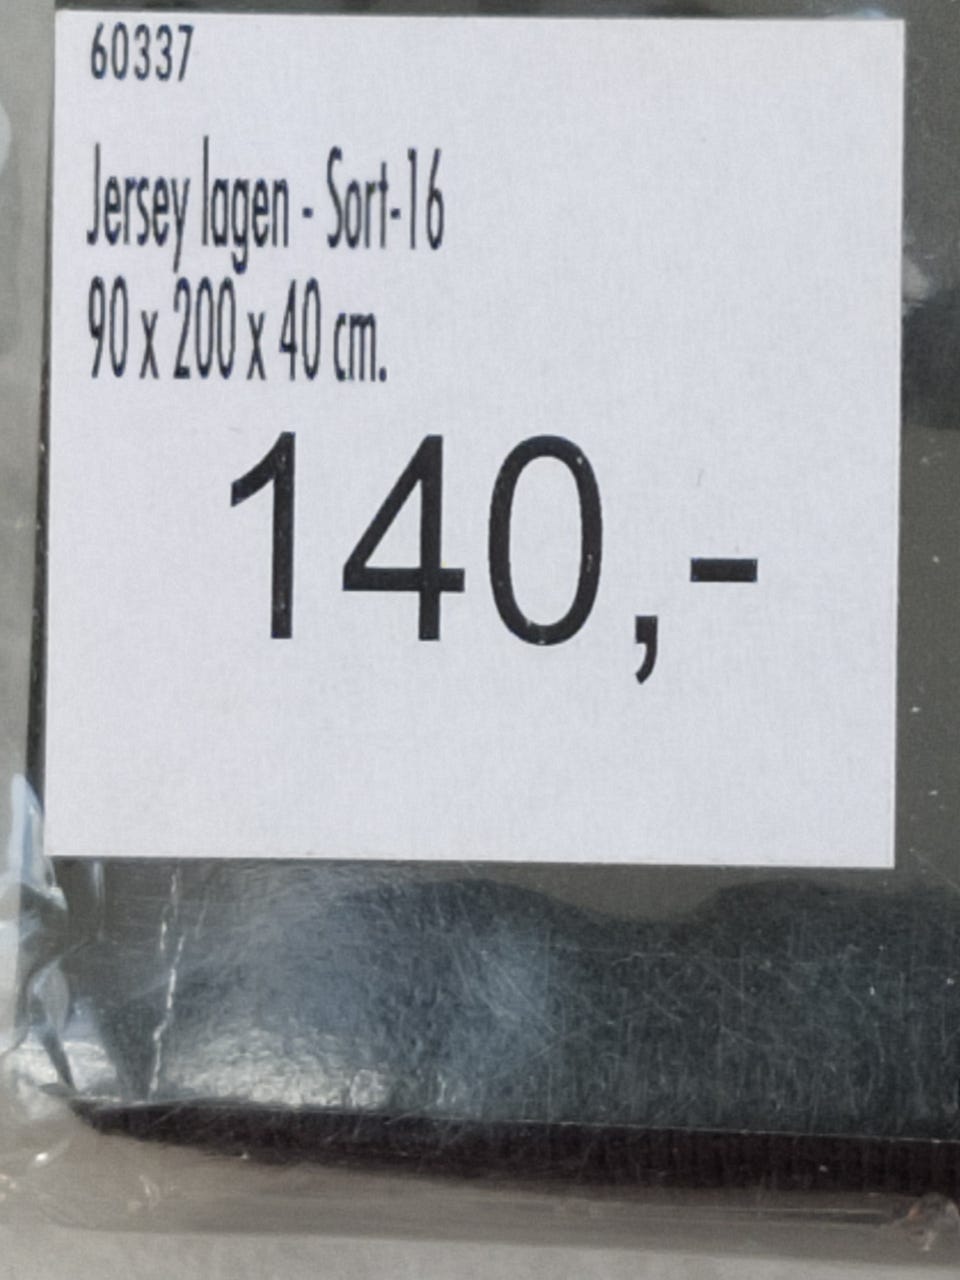 60337
Jersey lagen - Sort-16
90 x 200 x 40 cm.
140,-